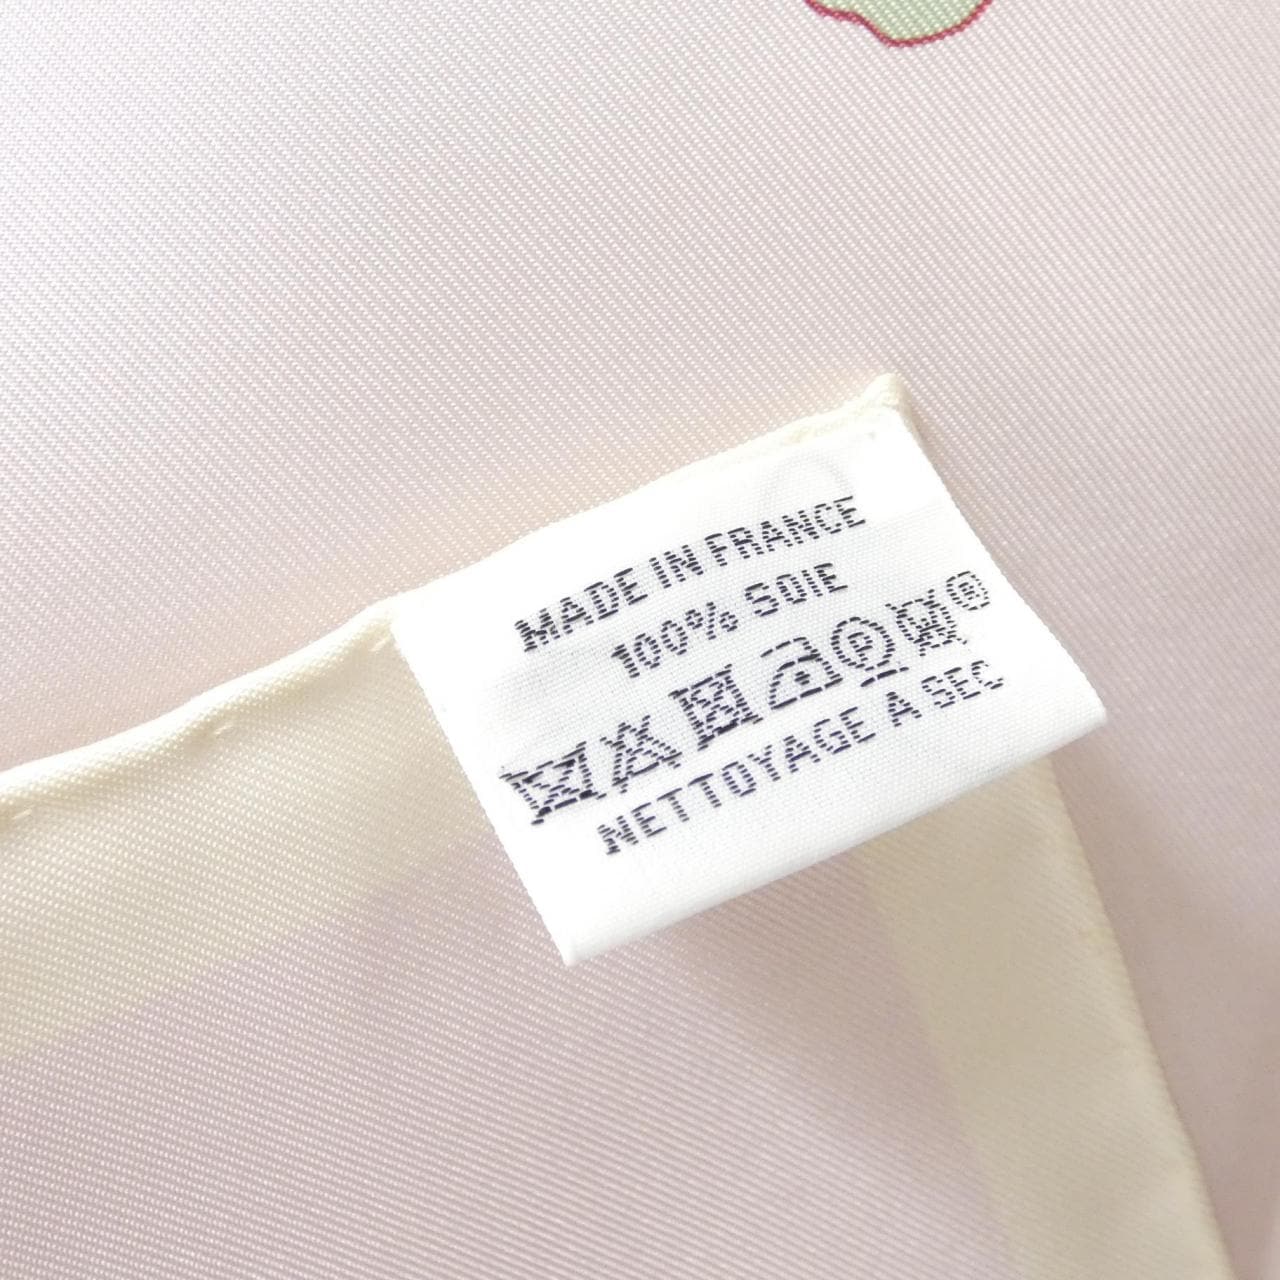 MADE IN FRANCE
100% SOIE
P W ®
NETTOYAGE A SEC